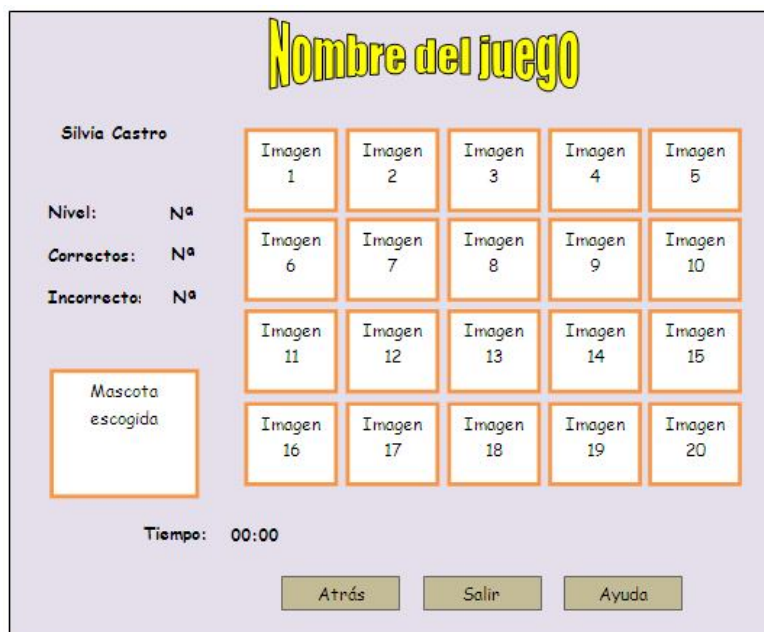 Nombre del juego
Silvia Castro
Nivel: Nª
Correctos: Nª
Incorrecto: Nª
Mascota
escogida
Imagen
1
Imagen
2
Imagen
3
Imagen
4
Imagen
5
Imagen
6
Imagen
7
Imagen
8
Imagen
9
Imagen
10
Imagen
11
Imagen
12
Imagen
13
Imagen
14
Imagen
15
Imagen
16
Imagen
17
Imagen
18
Imagen
19
Imagen
20
Tiempo: 00:00
Atrás
Salir
Ayuda